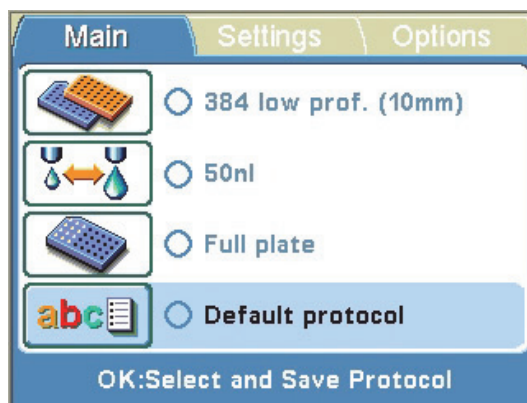 Main
Settings
Options
384 low prof. (10mm)
50nl
Full plate
abc
Default protocol
OK:Select and Save Protocol